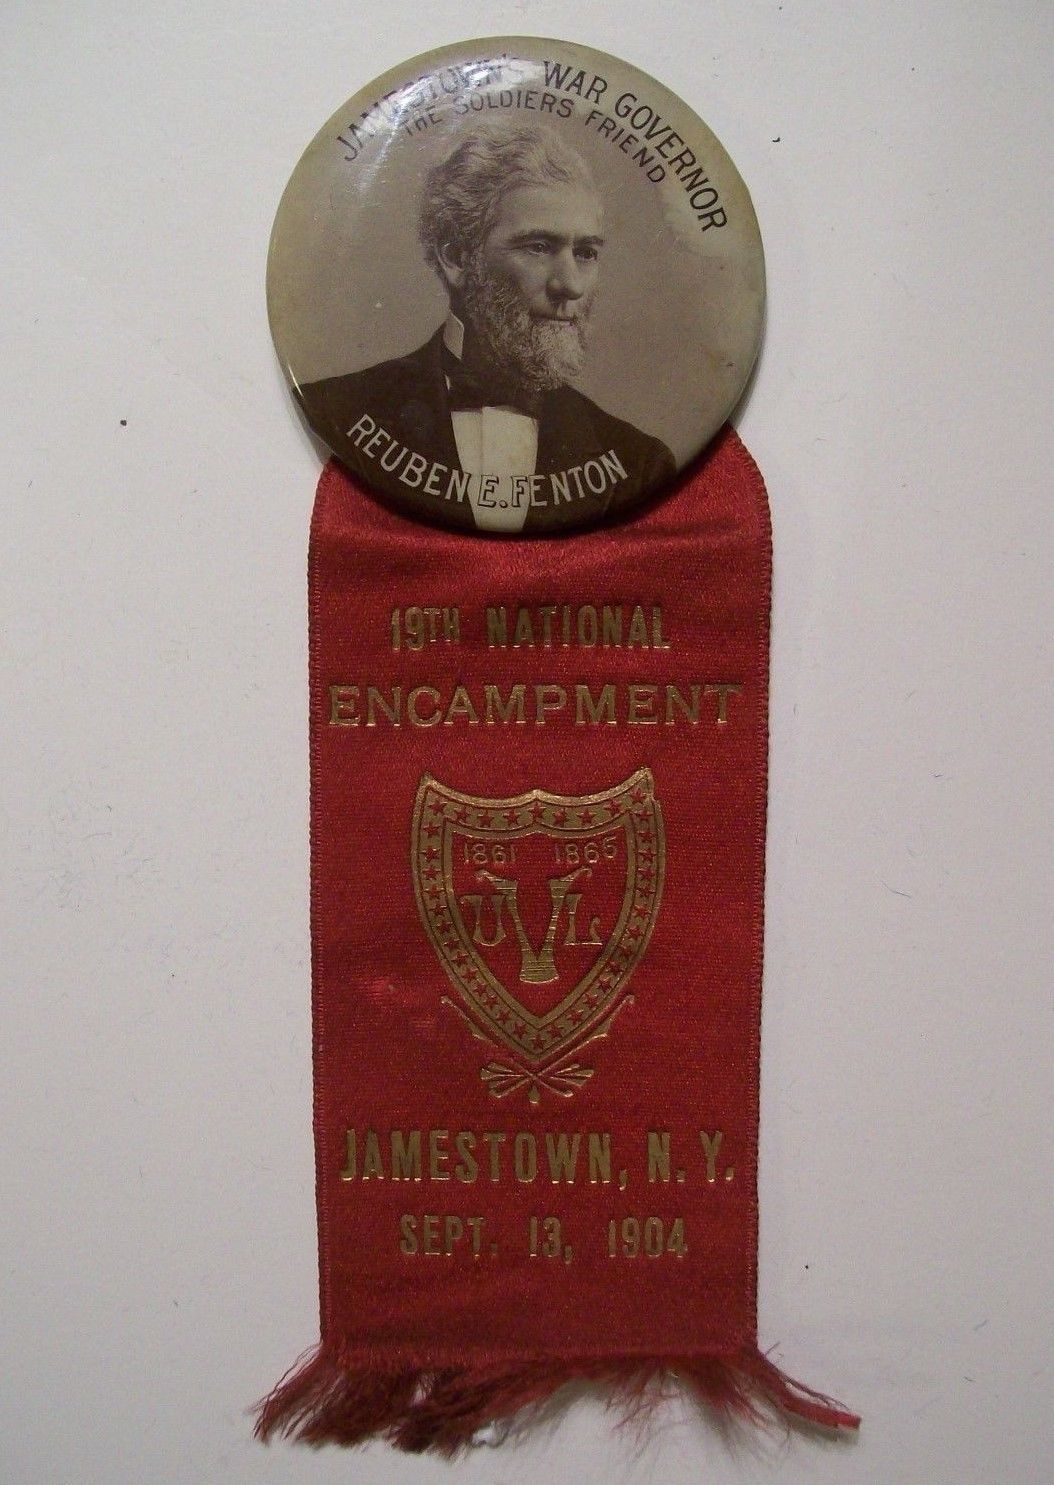 JAMESTOWN'S WAR GOVERNOR
THE SOLDIERS FRIEND
REUBEN E. FENTON
19TH NATIONAL
ENCAMPMENT
1861 1865
UVL
JAMESTOWN, N. Y.
SEPT. 13, 1904